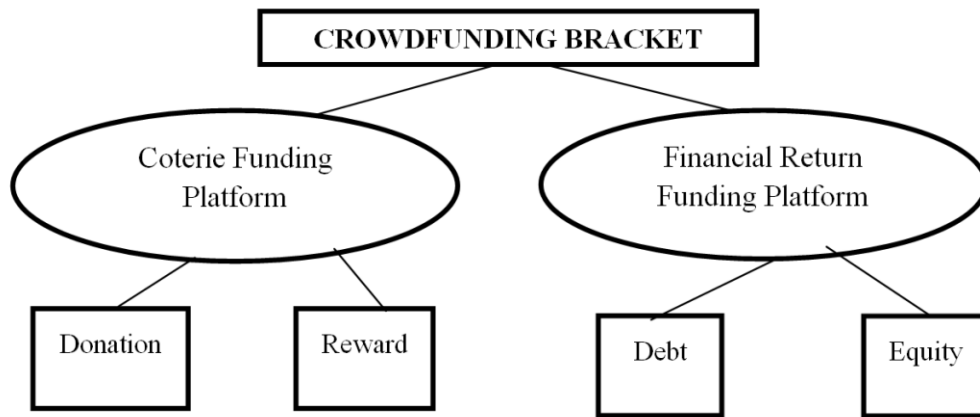 CROWDFUNDING BRACKET
Coterie Funding
Platform
Financial Return
Funding Platform
Donation
Reward
Debt
Equity